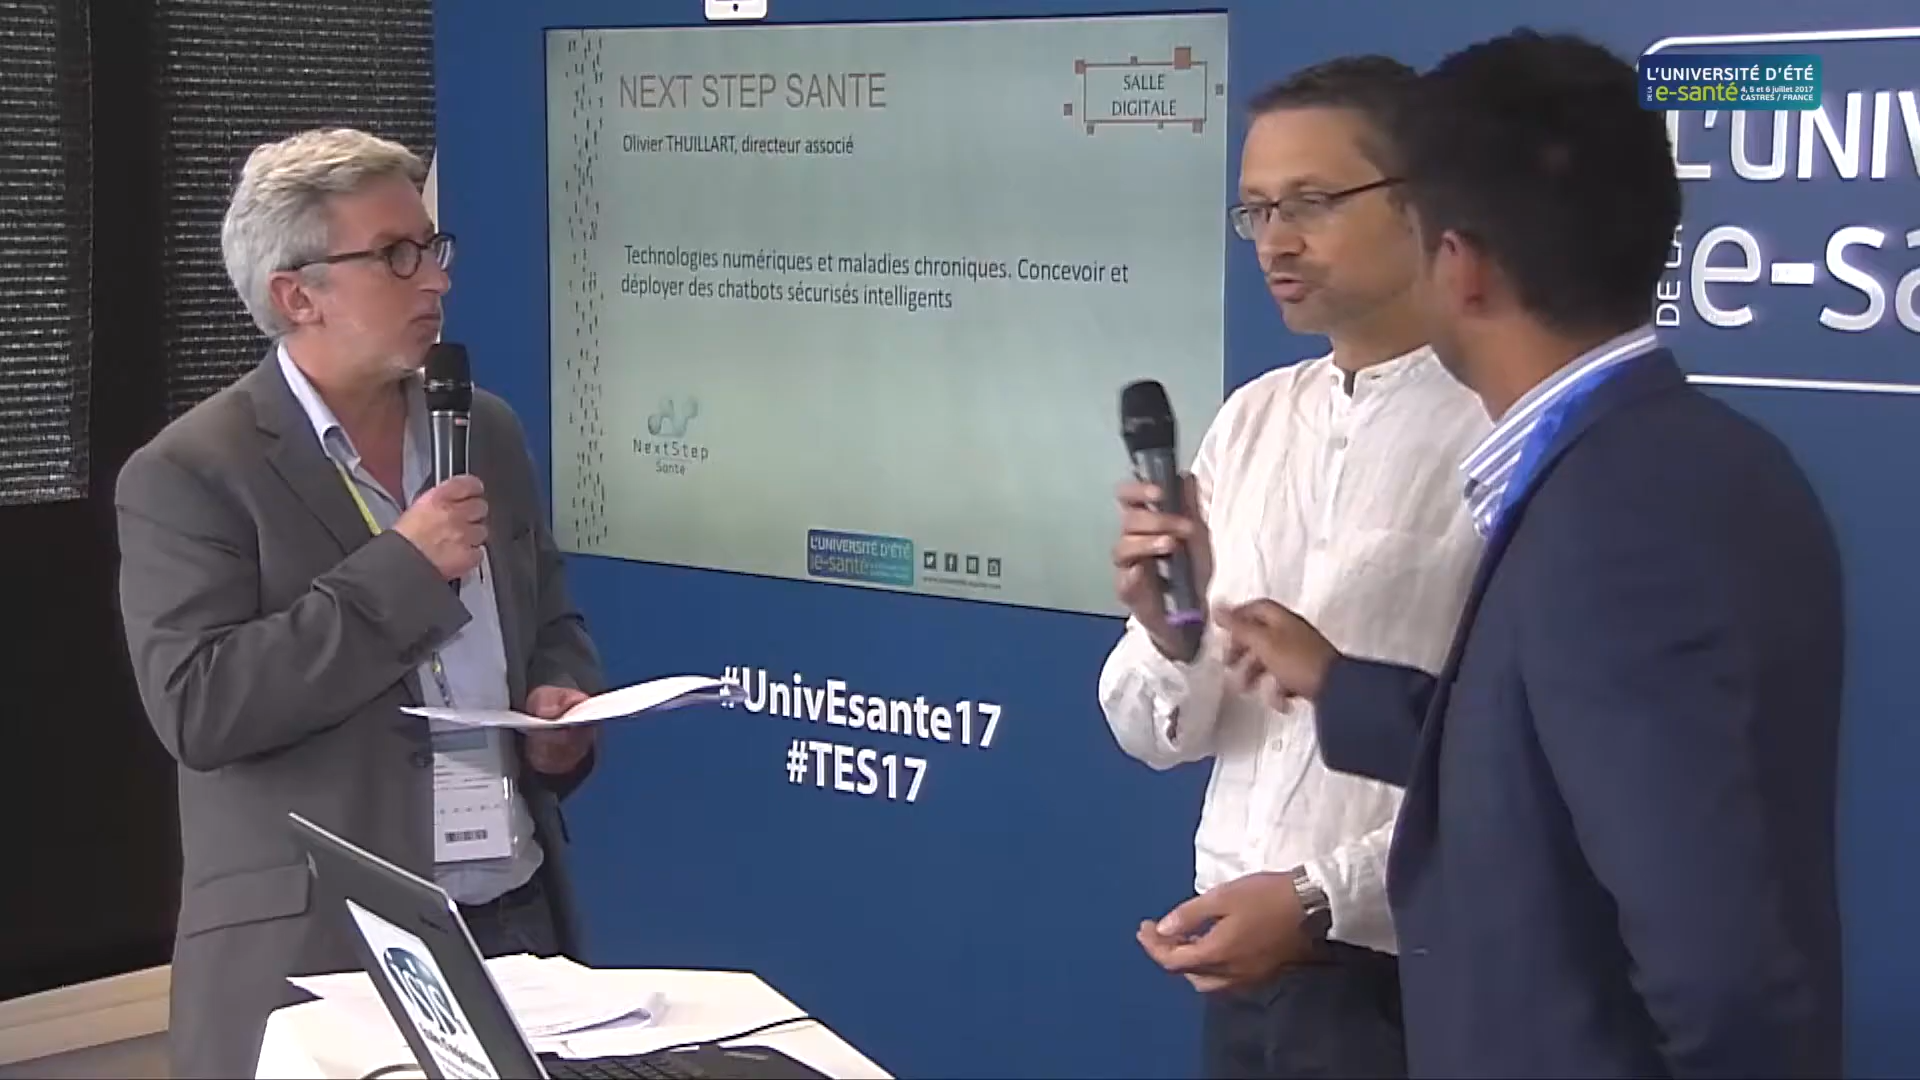 NEXT STEP SANTE
SALLE
DIGITALE
Olivier THUILLART, directeur associé
Technologies numériques et maladies chroniques. Concevoir et
déployer des chatbots sécurisés intelligents
NextStep
Santé
L'UNIVERSITÉ D'ÉTÉ
e-santé
#UnivEsante17
#TES17
L'UNIVERSITÉ D'ÉTÉ
DE LA e-santé 4, 5 et 6 juillet 2017
CASTRES / FRANCE
L'UNIV
DE LA e-sa